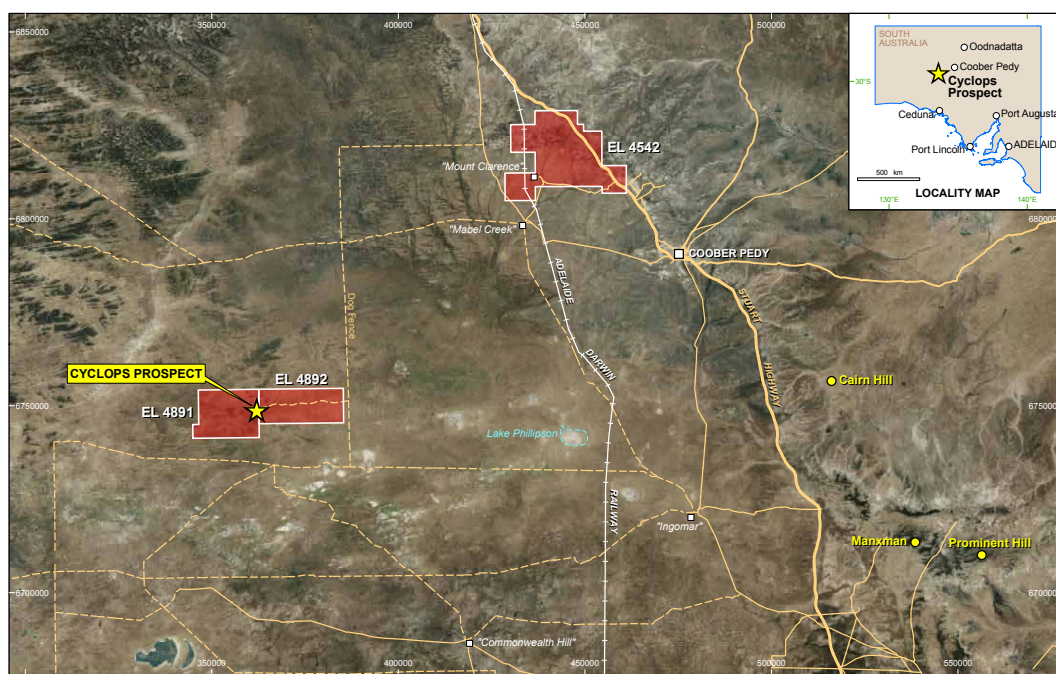 350000
400000
450000
500000
6850000
SOUTH
AUSTRALIA
Oodnadatta
Coober Pedy
30°S
Cyclops
Prospect
Ceduna
Port Augusta
Port Lincoln
ADELAIDE
500 km
LOCALITY MAP
130°E
140°E
EL 4542
"Mount Clarence"
6800000
"Mabel Creek"
COOBER PEDY
ADELAIDE
STUART
Dog Fence
DARWIN
CYCLOPS PROSPECT
EL 4892
HIGHWAY
Cairn Hill
6750000
EL 4891
Lake Phillipson
RAILWAY
"Ingomar"
Manxman
Prominent Hill
6700000
6700000
"Commonwealth Hill"
350000
400000
450000
500000
550000